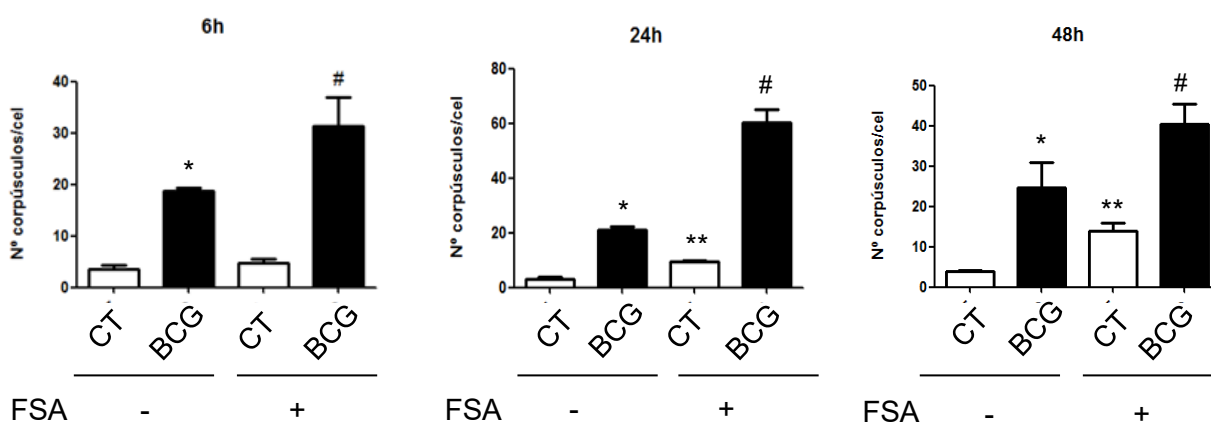 6h
Nº corpúsculos/cel
40
30
20
10
0
*
#
CT BCG CT BCG
FSA - +
24h
Nº corpúsculos/cel
80
60
40
20
0
*
**
#
CT BCG CT BCG
- +
48h
Nº corpúsculos/cel
50
40
30
20
10
0
*
**
#
CT BCG CT BCG
FSA - +